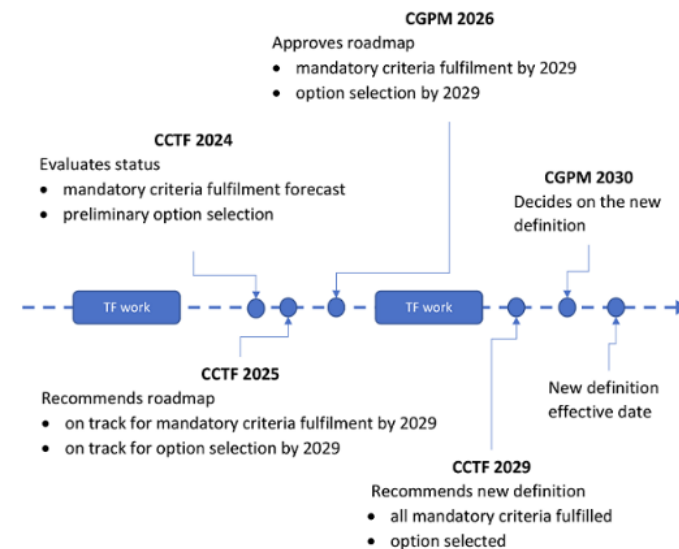 CGPM 2026
Approves roadmap
• mandatory criteria fulfilment by 2029
• option selection by 2029
CCTF 2024
Evaluates status
• mandatory criteria fulfilment forecast
• preliminary option selection
CGPM 2030
Decides on the new
definition
TF work
TF work
CCTF 2025
Recommends roadmap
• on track for mandatory criteria fulfilment by 2029
• on track for option selection by 2029
New definition
effective date
CCTF 2029
Recommends new definition
• all mandatory criteria fulfilled
• option selected